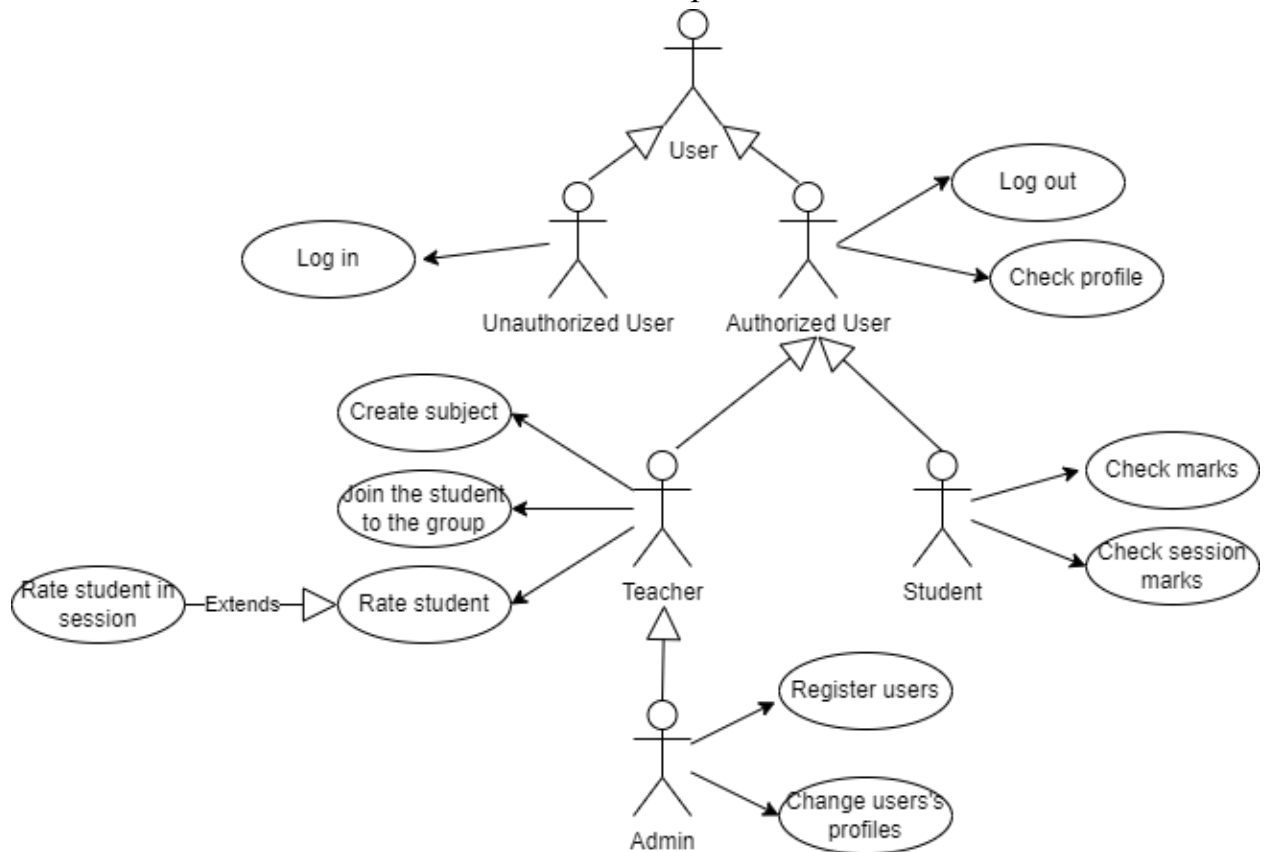 User
Log out
Log in
Check profile
Unauthorized User
Authorized User
Create subject
Join the student
to the group
Check marks
Check session
marks
Rate student in
session
Extends
Rate student
Teacher
Student
Register users
Change users's
profiles
Admin